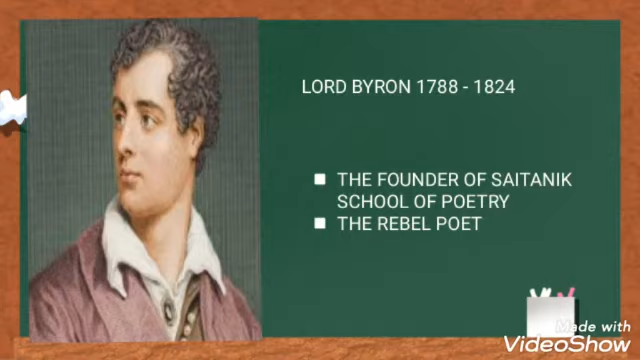 LORD BYRON 1788 - 1824
THE FOUNDER OF SAITANIK
SCHOOL OF POETRY
THE REBEL POET
Made with
VideoShow